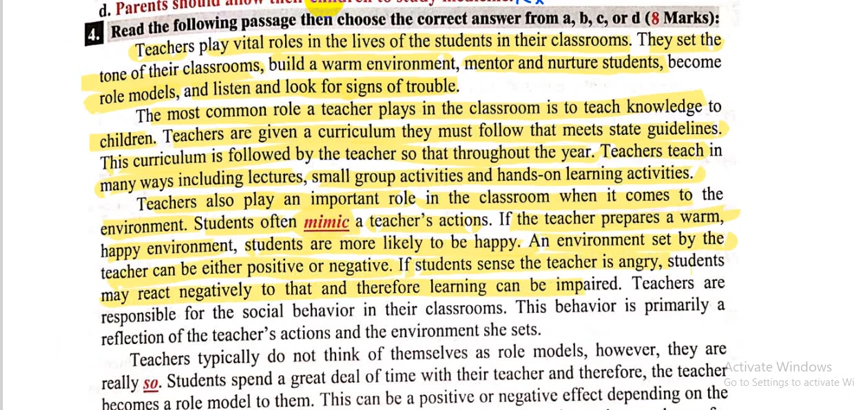 d. Parents should allow their children to study
4. Read the following passage then choose the correct answer from a, b, c, or d (8 Marks):
Teachers play vital roles in the lives of the students in their classrooms. They set the
tone of their classrooms, build a warm environment, mentor and nurture students, become
role models, and listen and look for signs of trouble.
The most common role a teacher plays in the classroom is to teach knowledge to
children. Teachers are given a curriculum they must follow that meets state guidelines.
This curriculum is followed by the teacher so that throughout the year. Teachers teach in
many ways including lectures, small group activities and hands-on learning activities.
Teachers also play an important role in the classroom when it comes to the
environment. Students often mimic a teacher's actions. If the teacher prepares a warm,
happy environment, students are more likely to be happy. An environment set by the
teacher can be either positive or negative. If students sense the teacher is angry, students
may react negatively to that and therefore learning can be impaired. Teachers are
responsible for the social behavior in their classrooms. This behavior is primarily a
reflection of the teacher's actions and the environment she sets.
Teachers typically do not think of themselves as role models, however, they are
really so. Students spend a great deal of time with their teacher and therefore, the teacher
becomes a role model to them. This can be a positive or negative effect depending on the
Activate Windows
Go to Settings to activate Wi